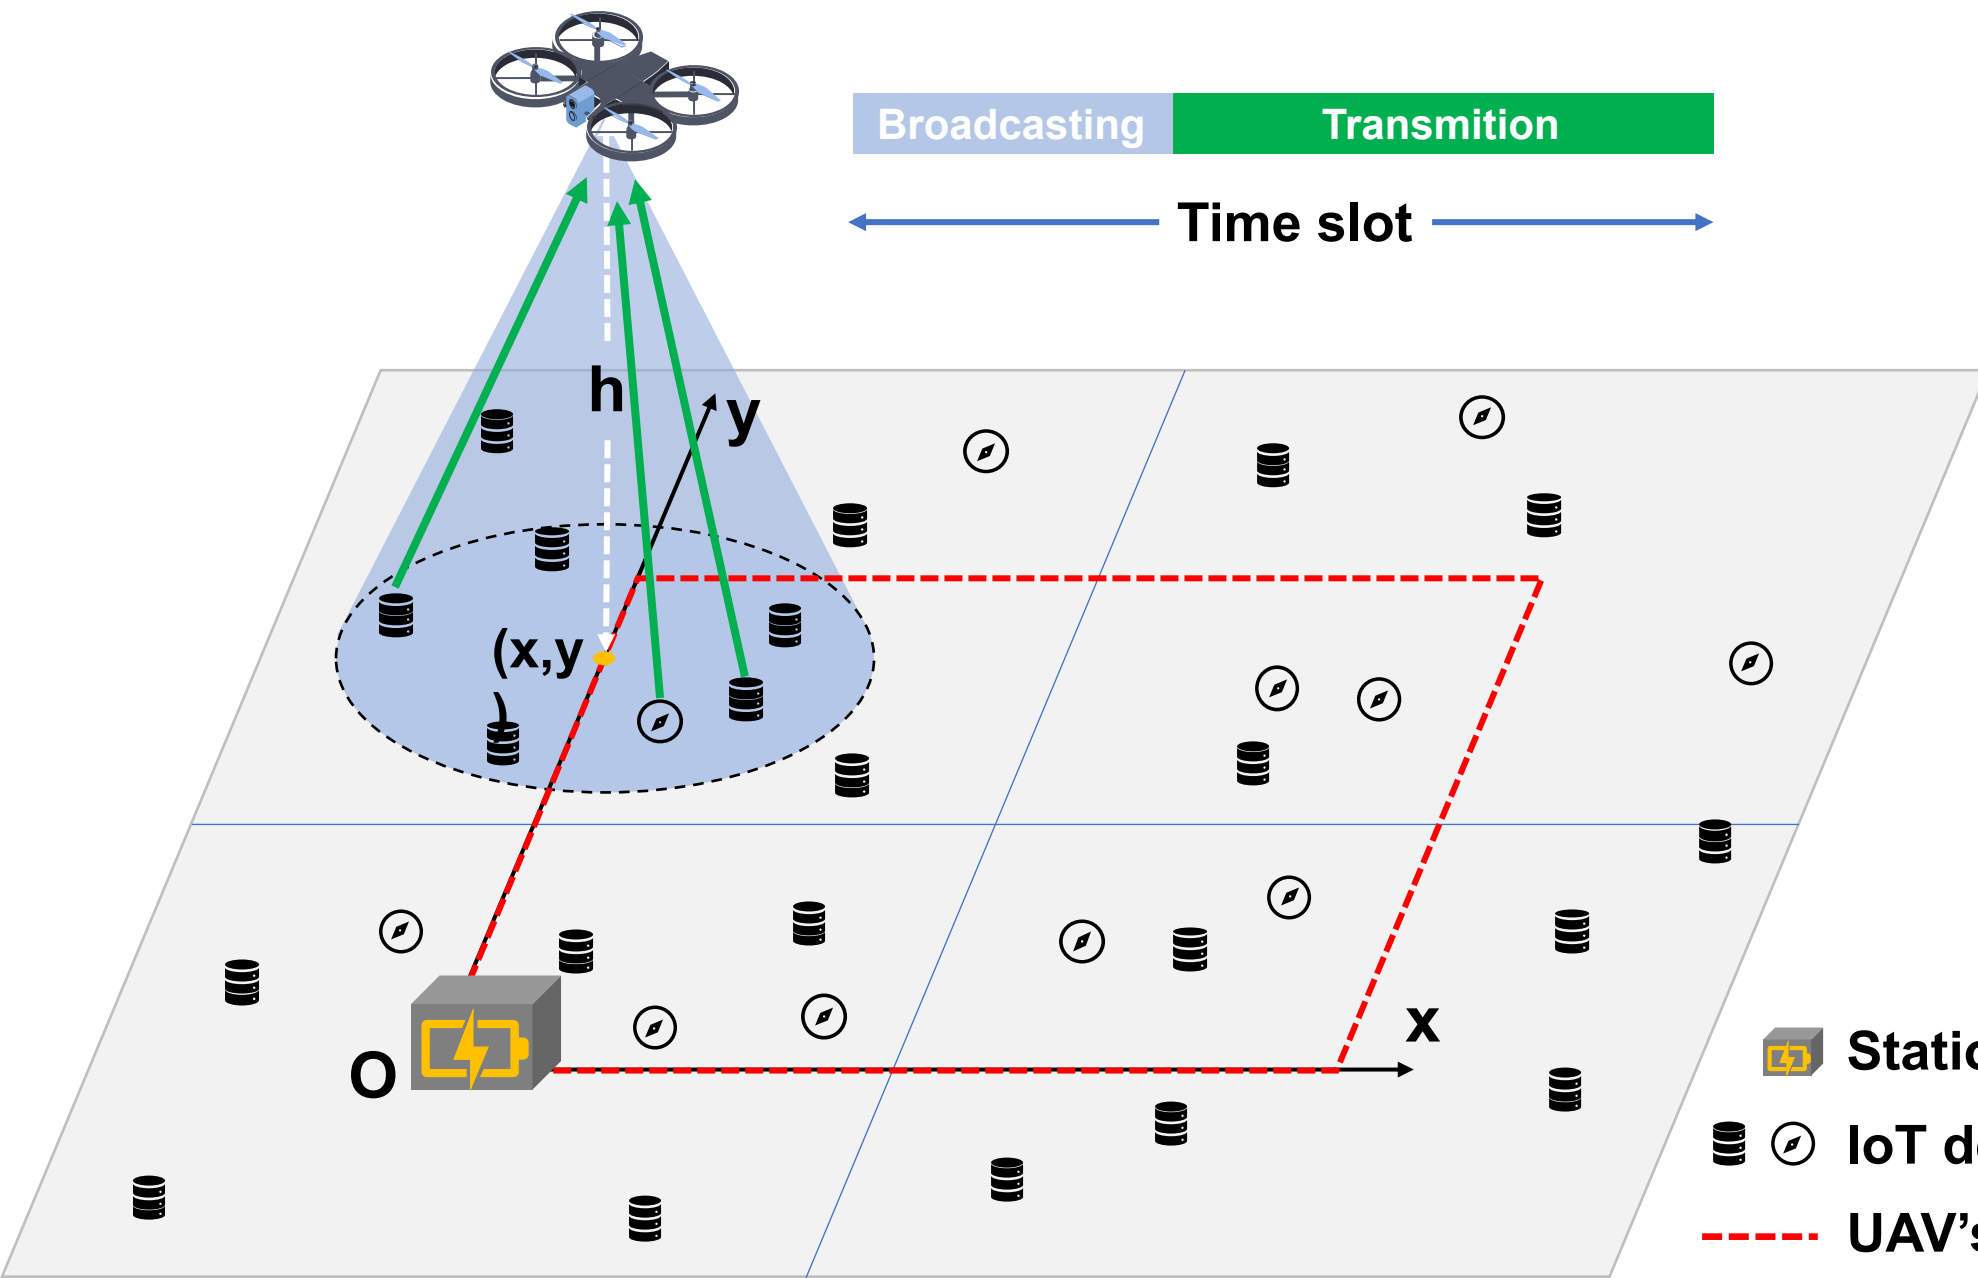 Broadcasting
Transmition
Time slot
h
y
(x,y
)
x
O
Static
IoT d
UAV's